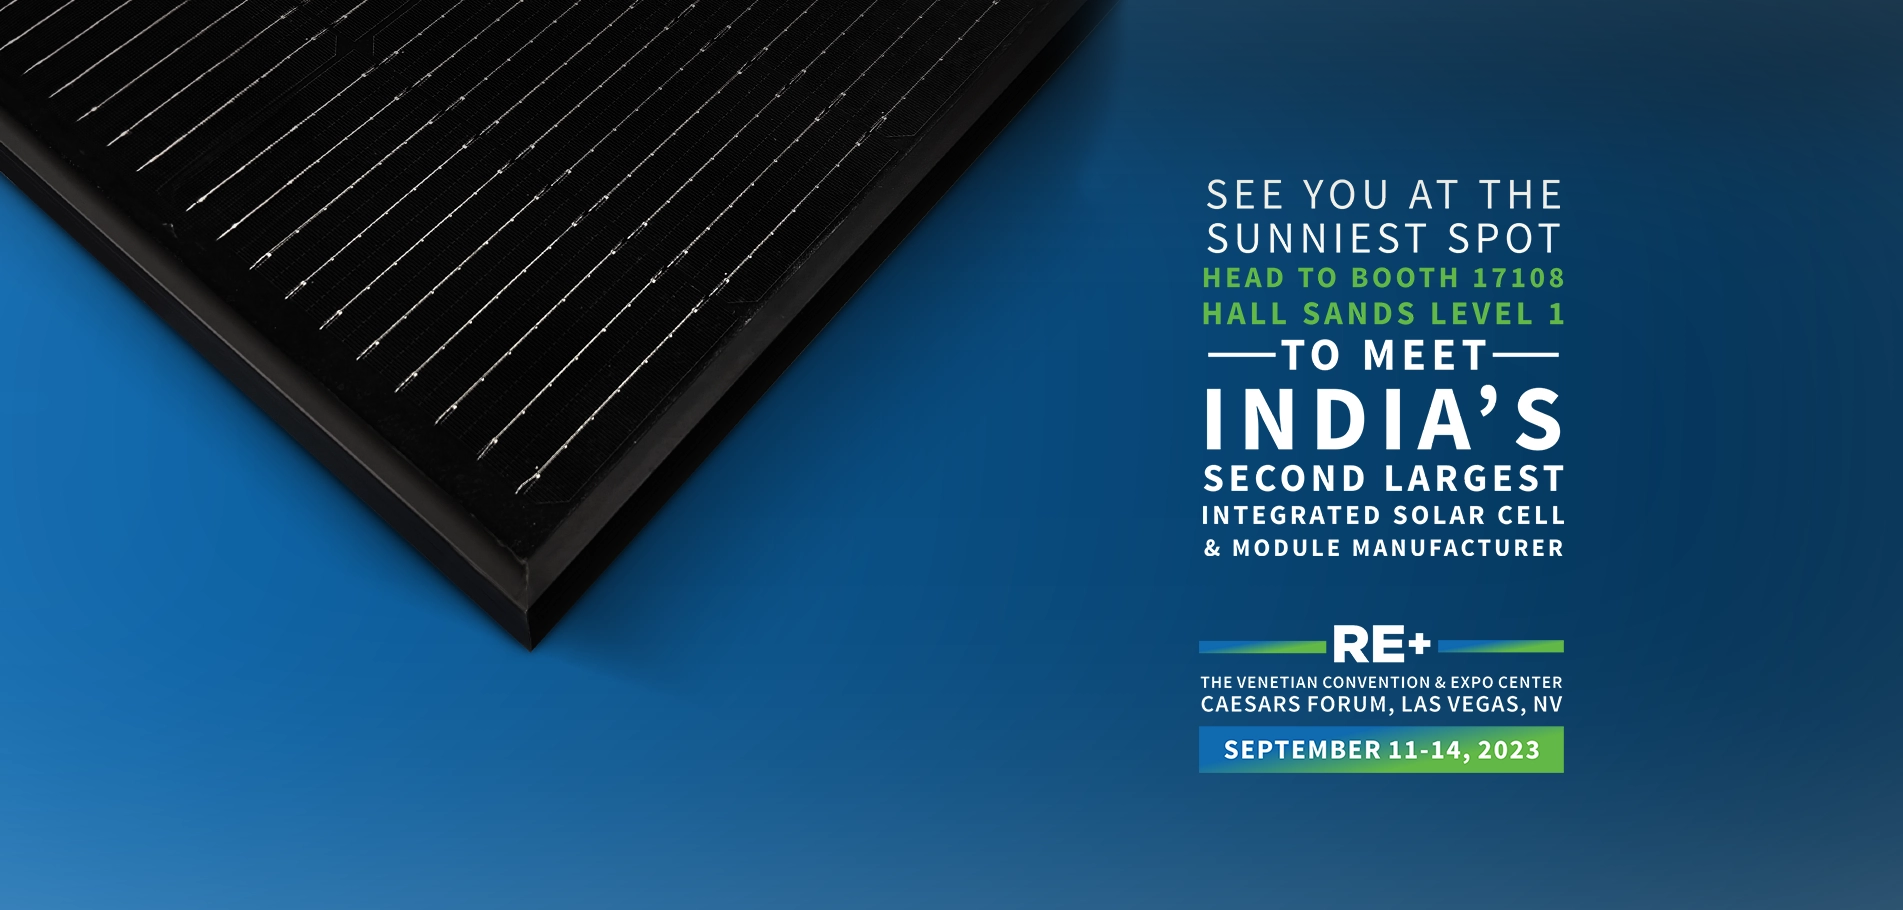 SEE YOU AT THE
SUNNIEST SPOT
HEAD TO BOOTH 17108
HALL SANDS LEVEL 1
TO MEET
INDIA’S
SECOND LARGEST
INTEGRATED SOLAR CELL
& MODULE MANUFACTURER
RE+
THE VENETIAN CONVENTION & EXPO CENTER
CAESARS FORUM, LAS VEGAS, NV
SEPTEMBER 11-14, 2023